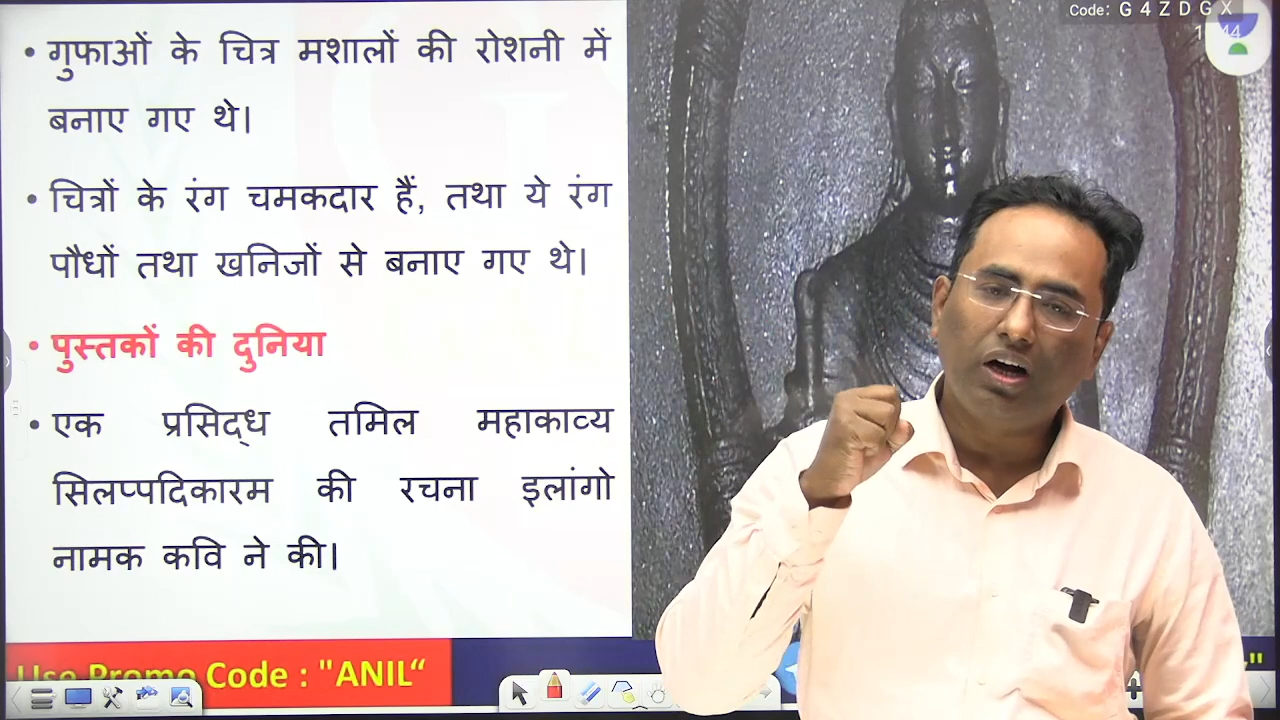 Code: G4ZDGX
• गुफाओं के चित्र मशालों की रोशनी में
बनाए गए थे।
• चित्रों के रंग चमकदार हैं, तथा ये रंग
पौधों तथा खनिजों से बनाए गए थे।
• पुस्तकों की दुनिया
• एक प्रसिद्ध तमिल महाकाव्य
सिलप्पदिकारम की रचना इलांगो
नामक कवि ने की।
Use Promo Code : "ANIL“